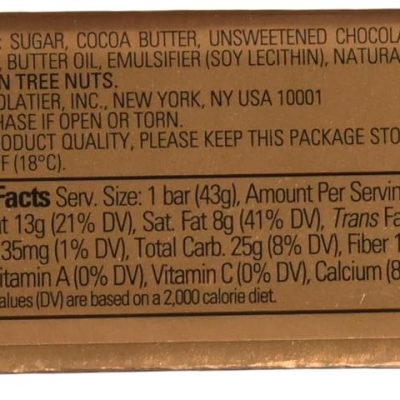 : SUGAR, COCOA BUTTER, UNSWEETENED CHOCOLA
, BUTTER OIL, EMULSIFIER (SOY LECITHIN), NATURA
N TREE NUTS.
OLATIER, INC., NEW YORK, NY USA 10001
HASE IF OPEN OR TORN.
RODUCT QUALITY, PLEASE KEEP THIS PACKAGE STO
F (18°C).
Facts Serv. Size: 1 bar (43g), Amount Per Servin
t 13g (21% DV), Sat. Fat 8g (41% DV), Trans Fa
35mg (1% DV), Total Carb. 25g (8% DV), Fiber 1
itamin A (0% DV), Vitamin C (0% DV), Calcium (8
alues (DV) are based on a 2,000 calorie diet.